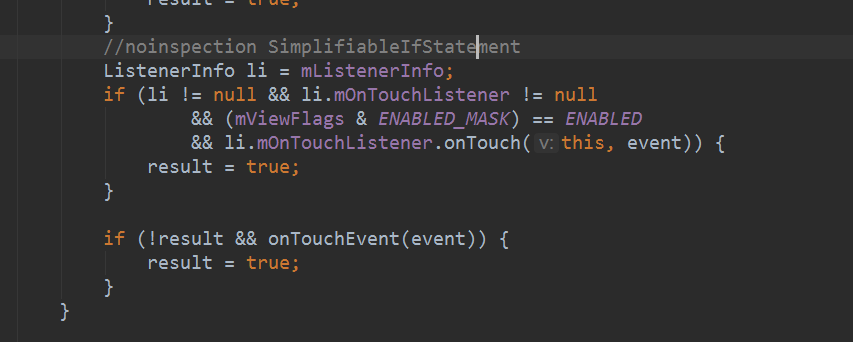 result = true;
}
//noinspection SimplifiableIfStatement
ListenerInfo li = mListenerInfo;
if (li != null && li.mOnTouchListener != null
&& (mViewFlags & ENABLED_MASK) == ENABLED
&& li.mOnTouchListener.onTouch( v: this, event)) {
result = true;
}
if (!result && onTouchEvent(event)) {
result = true;
}
}